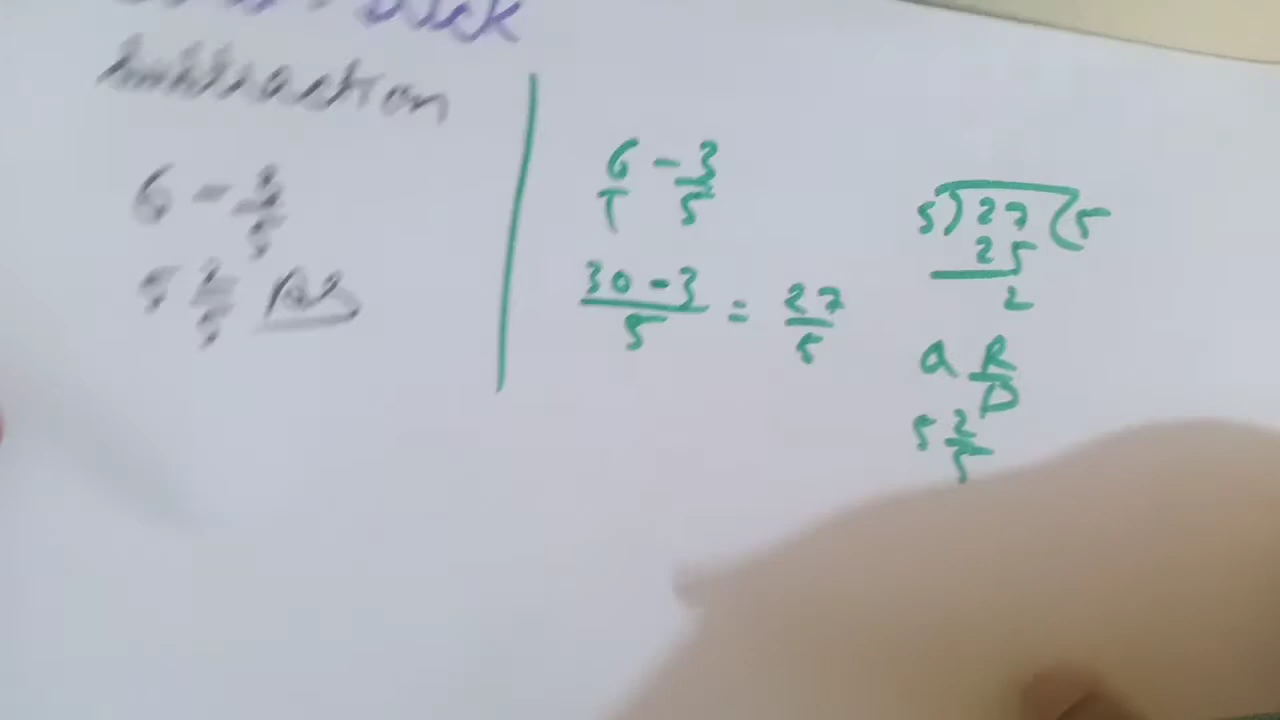 Subtraction
6 - 3/5
5 2/5 Ans
6/1 - 3/5
30 - 3/5 = 27/5
5)27(5
25
2
Q R/D
5 2/5